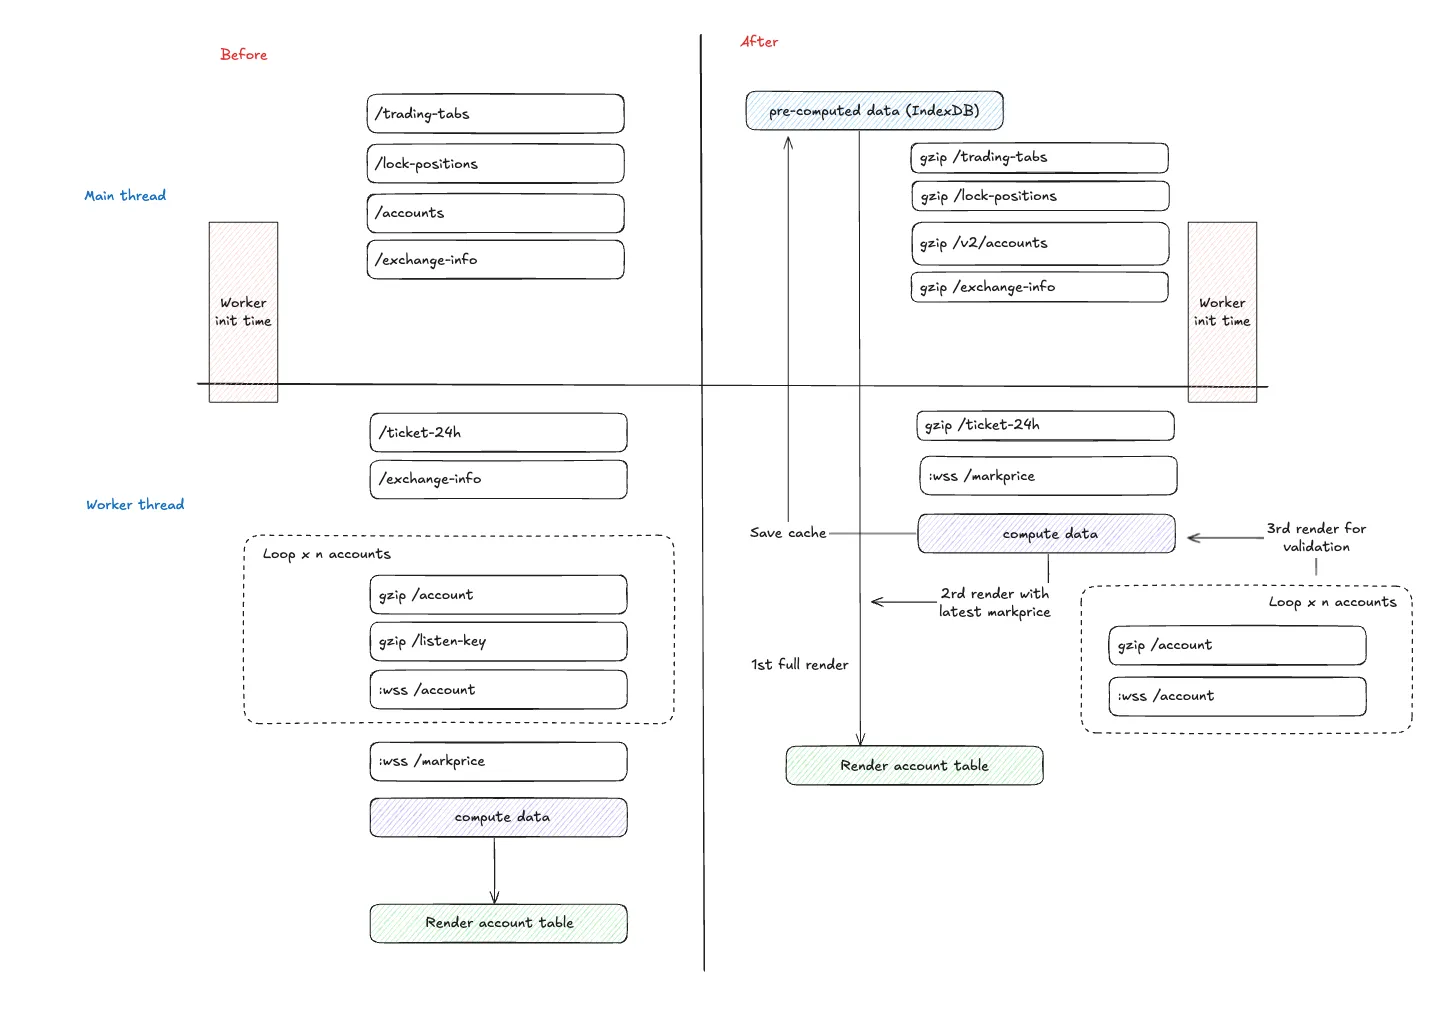 Before
After
/trading-tabs
/lock-positions
Main thread
/accounts
/exchange-info
Worker
init time
pre-computed data (IndexDB)
gzip /trading-tabs
gzip /lock-positions
gzip /v2/accounts
gzip /exchange-info
Worker
init time
/ticket-24h
/exchange-info
Worker thread
Loop x n accounts
gzip /account
gzip /listen-key
:wss /account
:wss /markprice
compute data
Render account table
gzip /ticket-24h
:wss /markprice
Save cache
compute data
3rd render for
validation
2rd render with
latest markprice
Loop x n accounts
gzip /account
:wss /account
1st full render
Render account table